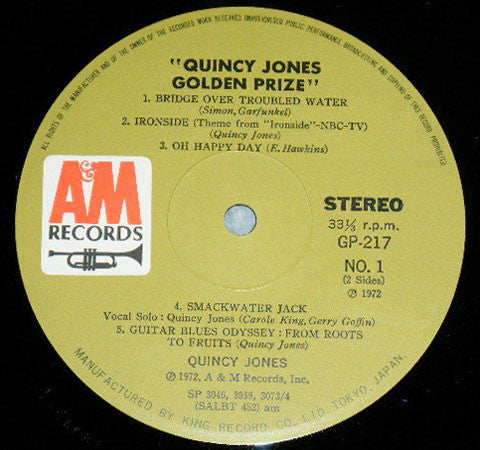 ALL RIGHTS OF THE MANUFACTURER AND OF THE OWNER OF THE RECORDED WORK RESERVED. UNAUTHORISED PUBLIC PERFORMANCE, BROADCASTING AND COPYING OF THIS RECORD PROHIBITED.
"QUINCY JONES
GOLDEN PRIZE"
1. BRIDGE OVER TROUBLED WATER
(Simon, Garfunkel)
2. IRONSIDE (Theme from "Ironside"-NBC-TV)
(Quincy Jones)
3. OH HAPPY DAY (E. Hawkins)
A&M
RECORDS
STEREO
33⅓ r.p.m.
GP-217
NO. 1
(2 Sides)
Ⓟ 1972
4. SMACKWATER JACK
Vocal Solo : Quincy Jones (Carole King, Gerry Goffin)
5. GUITAR BLUES ODYSSEY : FROM ROOTS
TO FRUITS (Quincy Jones)
QUINCY JONES
Ⓟ 1972, A & M Records, Inc.
SP 3046, 3039, 3073/4
(SALBT 452) am
MANUFACTURED BY KING RECORD CO. LTD. TOKYO, JAPAN.